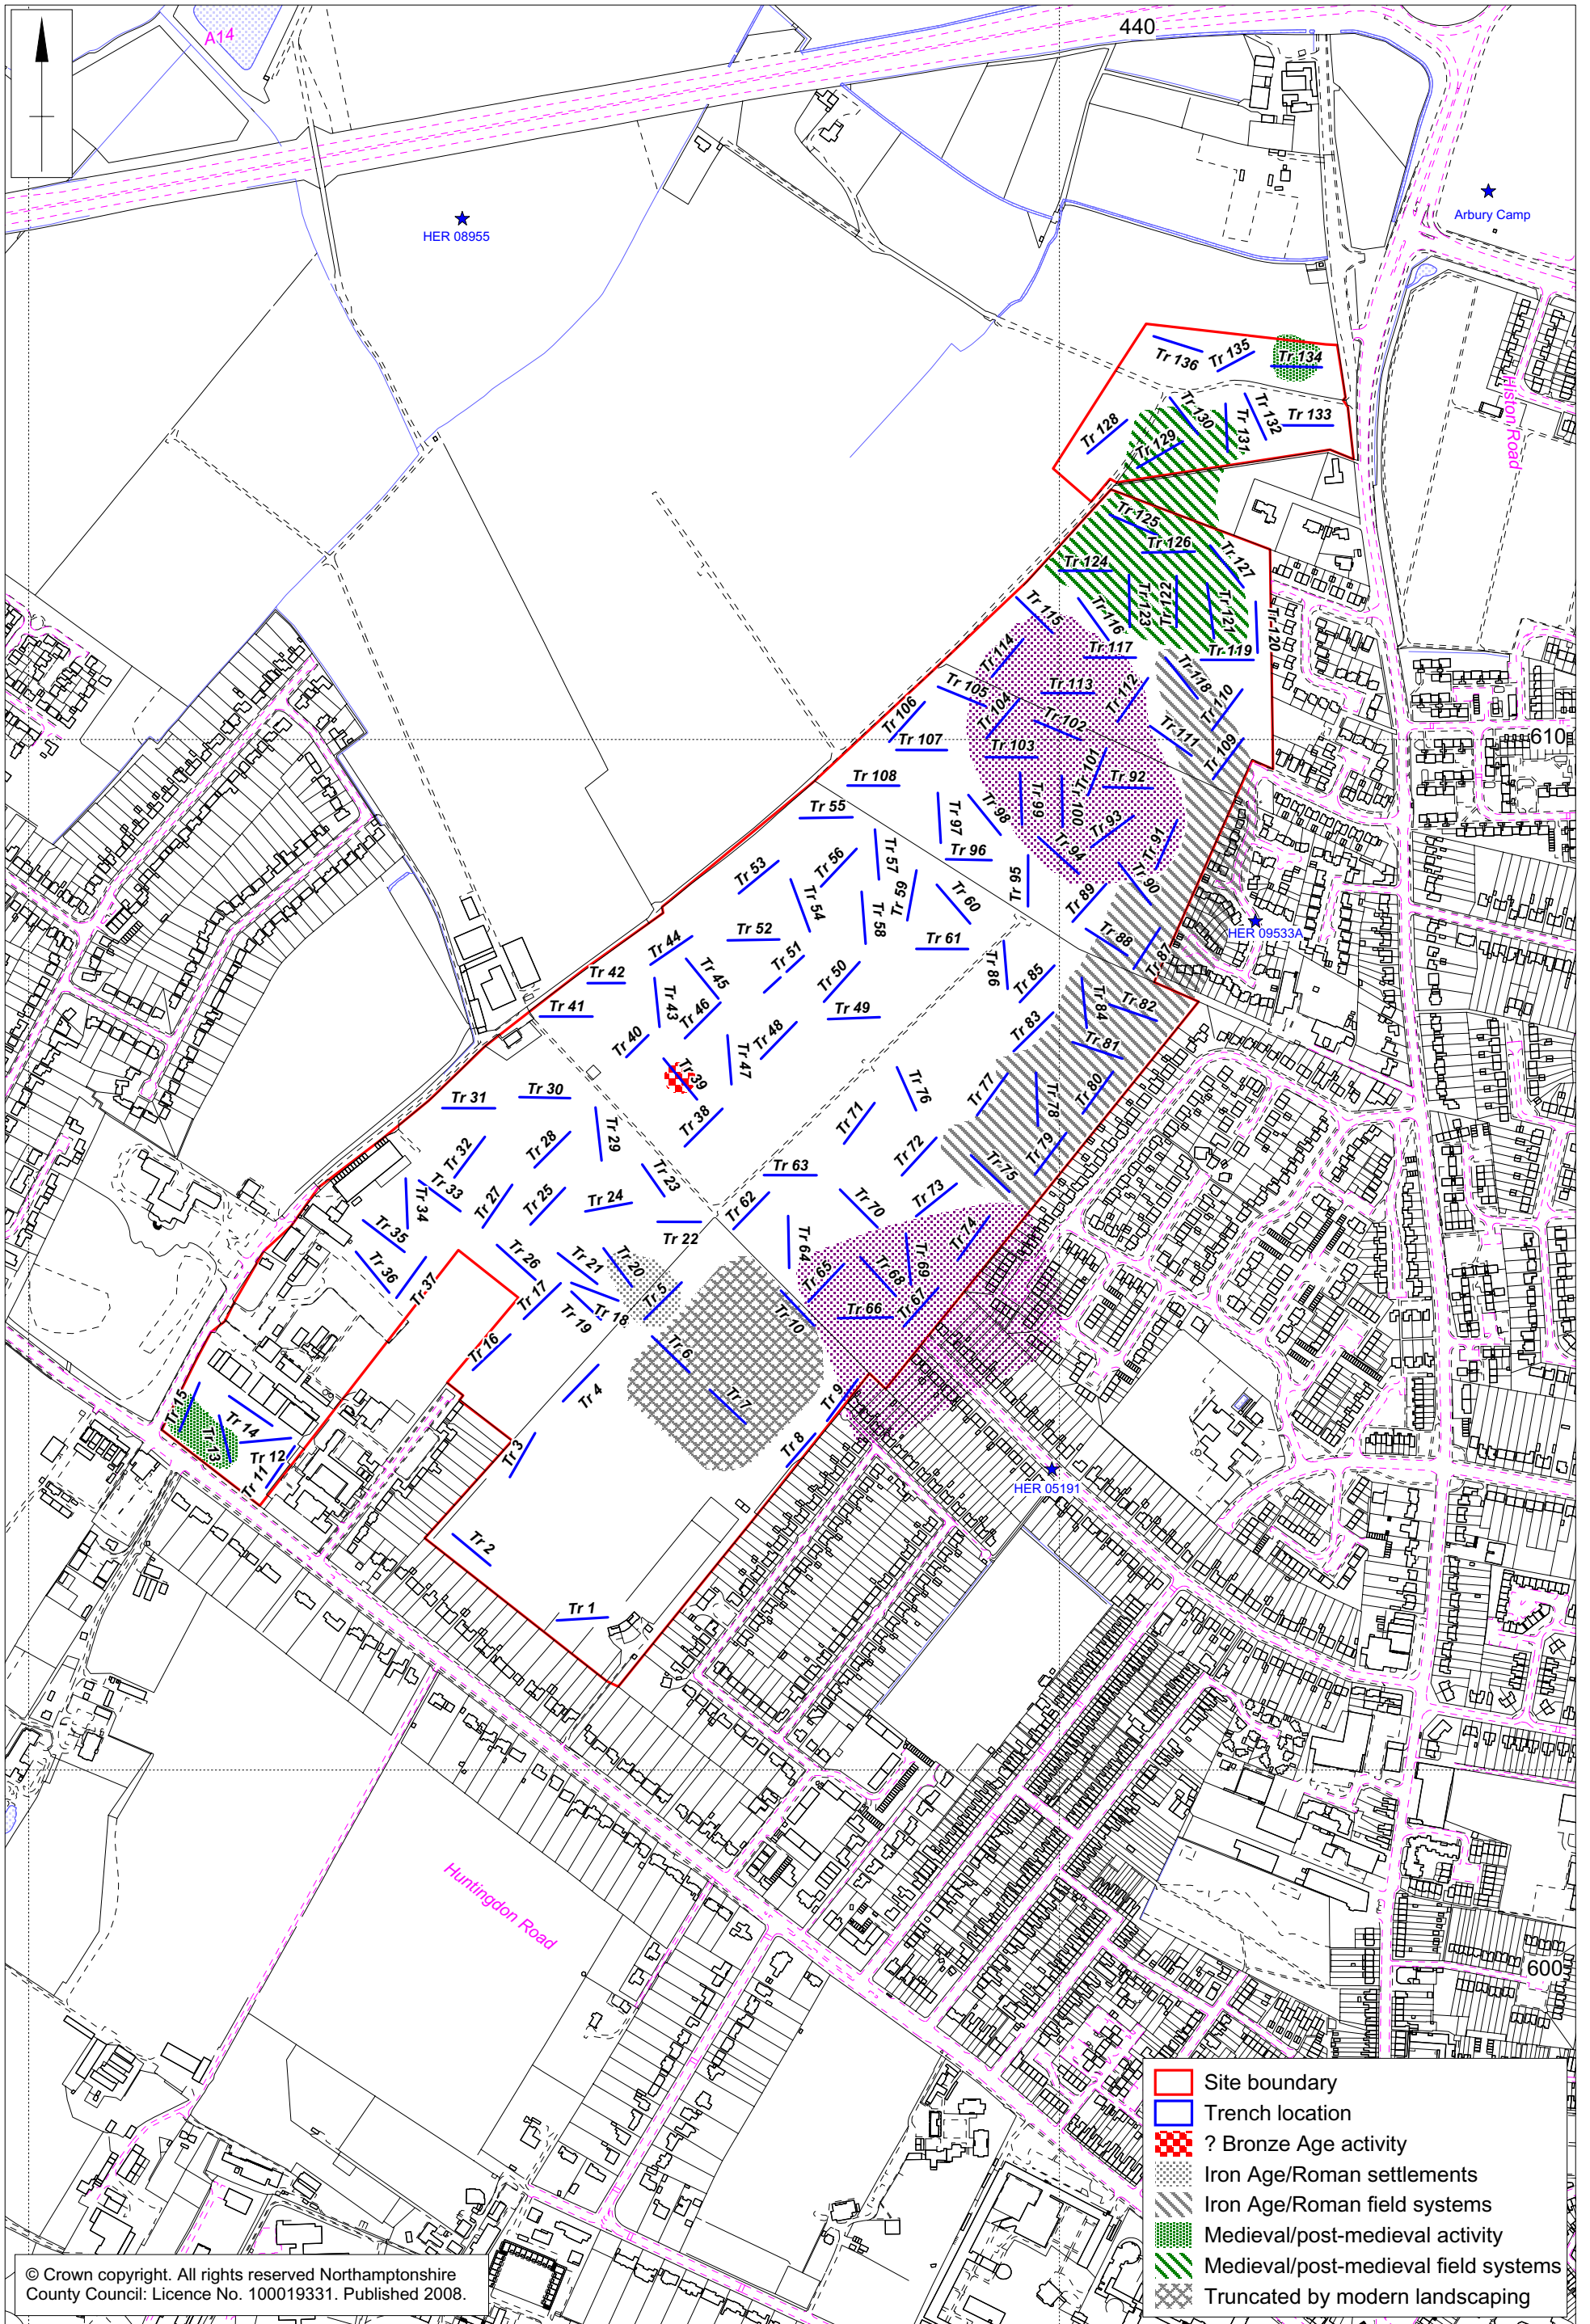 440
A14
Arbury Camp
HER 08955
Tr 135
Tr 136
Tr 134
Histon Road
Tr 128
Tr 130
Tr 132
Tr 133
Tr 129
Tr 131
Tr 125
Tr 126
Tr 127
Tr 124
Tr 123
Tr 122
Tr 121
Tr 115
Tr 116
Tr 120
Tr 114
Tr 117
Tr 119
Tr 118
Tr 105
Tr 113
Tr 112
Tr 110
Tr 106
Tr 104
Tr 102
Tr 111
610
Tr 107
Tr 103
Tr 109
Tr 101
Tr 108
Tr 92
Tr 99
Tr 100
Tr 55
Tr 97
Tr 98
Tr 93
Tr 91
Tr 53
Tr 56
Tr 57
Tr 96
Tr 94
Tr 54
Tr 59
Tr 60
Tr 95
Tr 90
Tr 58
Tr 89
HER 09533A
Tr 44
Tr 52
Tr 61
Tr 88
Tr 87
Tr 42
Tr 45
Tr 51
Tr 50
Tr 86
Tr 85
Tr 41
Tr 43
Tr 46
Tr 49
Tr 84
Tr 82
Tr 40
Tr 48
Tr 83
Tr 47
Tr 81
Tr 39
Tr 31
Tr 30
Tr 76
Tr 77
Tr 78
Tr 80
Tr 38
Tr 71
Tr 32
Tr 28
Tr 29
Tr 72
Tr 79
Tr 33
Tr 23
Tr 63
Tr 75
Tr 34
Tr 27
Tr 25
Tr 24
Tr 62
Tr 70
Tr 73
Tr 35
Tr 22
Tr 64
Tr 74
Tr 36
Tr 26
Tr 21
Tr 20
Tr 65
Tr 68
Tr 69
Tr 37
Tr 17
Tr 5
Tr 18
Tr 19
Tr 10
Tr 66
Tr 67
Tr 16
Tr 6
Tr 4
Tr 7
Tr 9
Tr 15
Tr 14
Tr 13
Tr 12
Tr 11
Tr 3
Tr 8
HER 05191
Tr 2
Tr 1
Huntingdon Road
600
Site boundary
Trench location
? Bronze Age activity
Iron Age/Roman settlements
Iron Age/Roman field systems
Medieval/post-medieval activity
Medieval/post-medieval field systems
Truncated by modern landscaping
© Crown copyright. All rights reserved Northamptonshire
County Council: Licence No. 100019331. Published 2008.